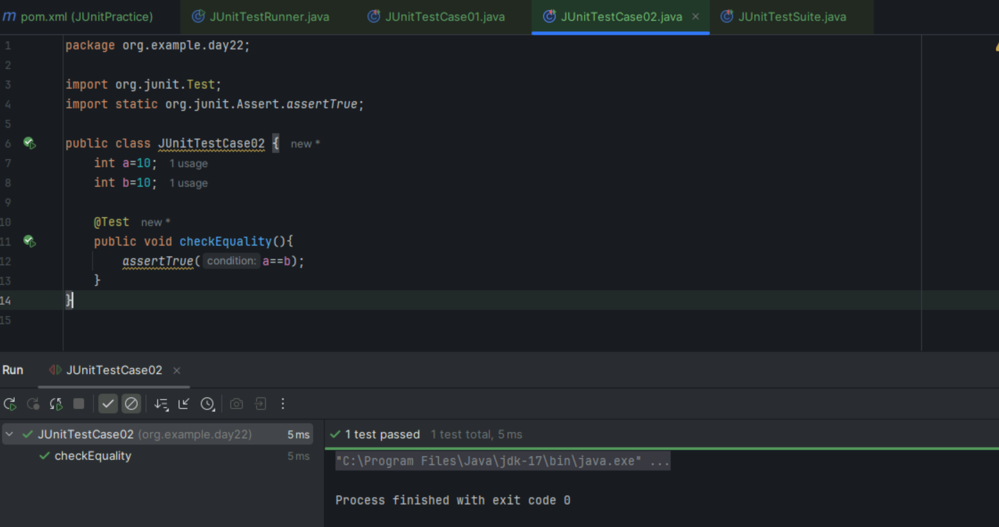 m pom.xml (JUnitPractice) JUnitTestRunner.java JUnitTestCase01.java JUnitTestCase02.java JUnitTestSuite.java
1 package org.example.day22;
2
3 import org.junit.Test;
4 import static org.junit.Assert.assertTrue;
5
6 public class JUnitTestCase02 { new *
7 int a=10; 1 usage
8 int b=10; 1 usage
9
10 @Test new *
11 public void checkEquality(){
12 assertTrue( condition: a==b);
13 }
14 }
15
Run JUnitTestCase02
JUnitTestCase02 (org.example.day22) 5 ms
checkEquality 5 ms
1 test passed 1 test total, 5 ms
"C:\Program Files\Java\jdk-17\bin\java.exe" ...
Process finished with exit code 0